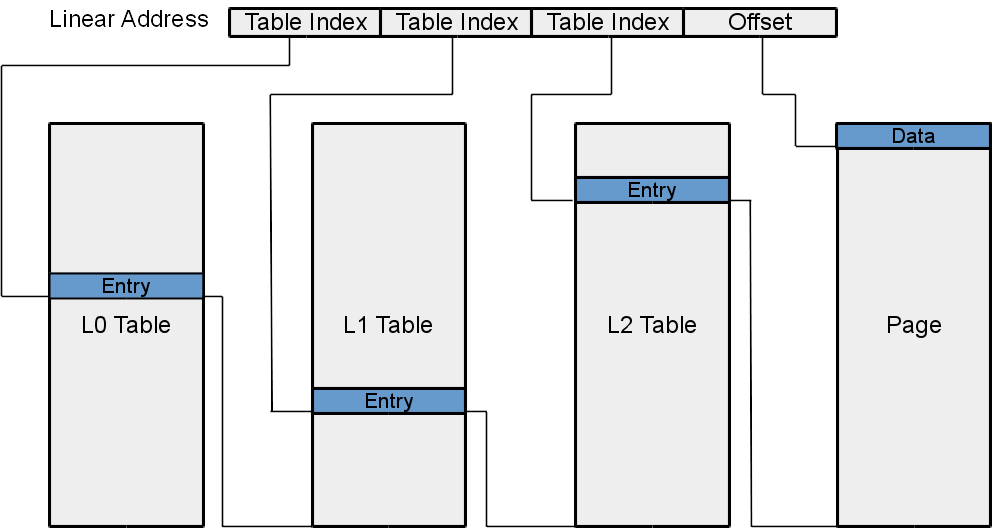 Linear Address
Table Index
Table Index
Table Index
Offset
Data
Entry
Entry
L0 Table
L1 Table
L2 Table
Page
Entry